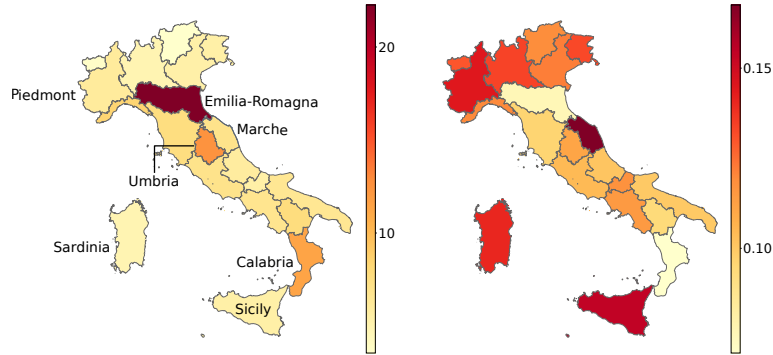 20
0.15
Piedmont
Emilia-Romagna
Marche
Umbria
10
0.10
Sardinia
Calabria
Sicily